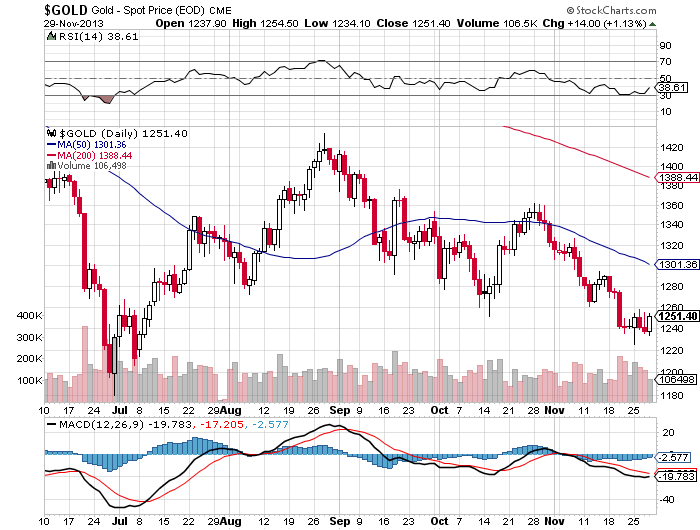 $GOLD Gold - Spot Price (EOD) CME © StockCharts.com
29-Nov-2013 Open 1237.90 High 1254.50 Low 1234.10 Close 1251.40 Volume 106.5K Chg +14.00 (+1.13%)
RSI(14) 38.61
90
70
50
38.61
30
10
$GOLD (Daily) 1251.40
MA(50) 1301.36
MA(200) 1388.44
Volume 106,498
1420
1400
1388.44
1380
1360
1340
1320
1301.36
1280
1260
400K 1251.40
300K 1240
200K 1220
1200
100K 106498
1180
10 17 24 Jul 8 15 22 29 Aug 12 19 26 Sep 9 16 23 Oct 7 14 21 28 Nov 11 18 25
MACD(12,26,9) -19.783, -17.205, -2.577
20
-2.577
-19.783
40
10 17 24 Jul 8 15 22 29 Aug 12 19 26 Sep 9 16 23 Oct 7 14 21 28 Nov 11 18 25